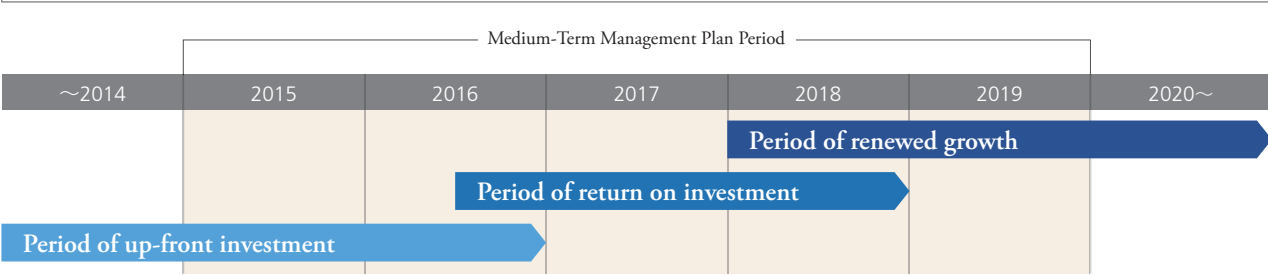 Medium-Term Management Plan Period
～2014
2015
2016
2017
2018
2019
2020～
Period of renewed growth
Period of return on investment
Period of up-front investment